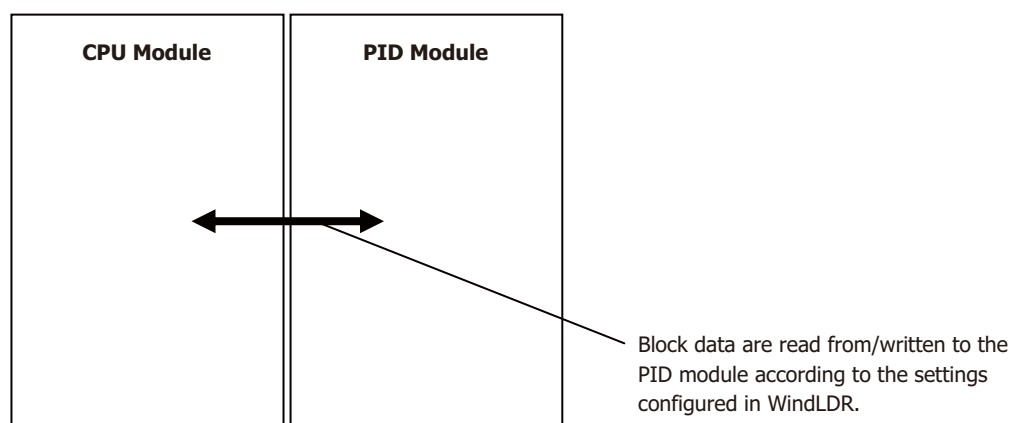 CPU Module
PID Module
Block data are read from/written to the
PID module according to the settings
configured in WindLDR.